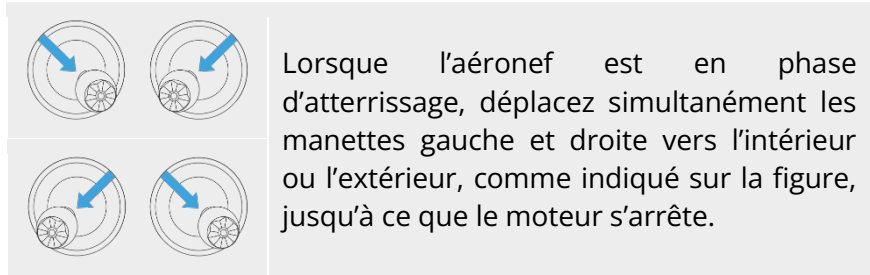 Lorsque l’aéronef est en phase
d’atterrissage, déplacez simultanément les
manettes gauche et droite vers l’intérieur
ou l’extérieur, comme indiqué sur la figure,
jusqu’à ce que le moteur s’arrête.